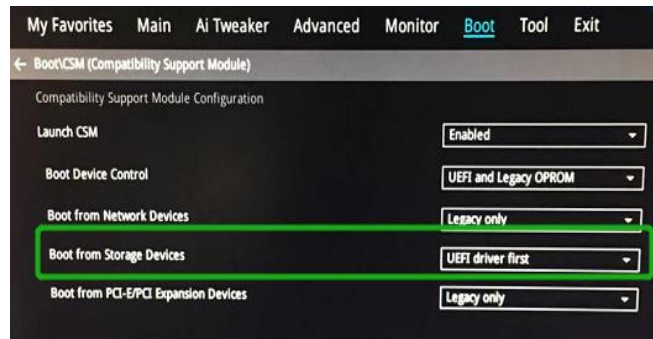 My Favorites Main Ai Tweaker Advanced Monitor Boot Tool Exit
← Boot\CSM (Compatibility Support Module)
Compatibility Support Module Configuration
Launch CSM Enabled
Boot Device Control UEFI and Legacy OPROM
Boot from Network Devices Legacy only
Boot from Storage Devices UEFI driver first
Boot from PCI-E/PCI Expansion Devices Legacy only